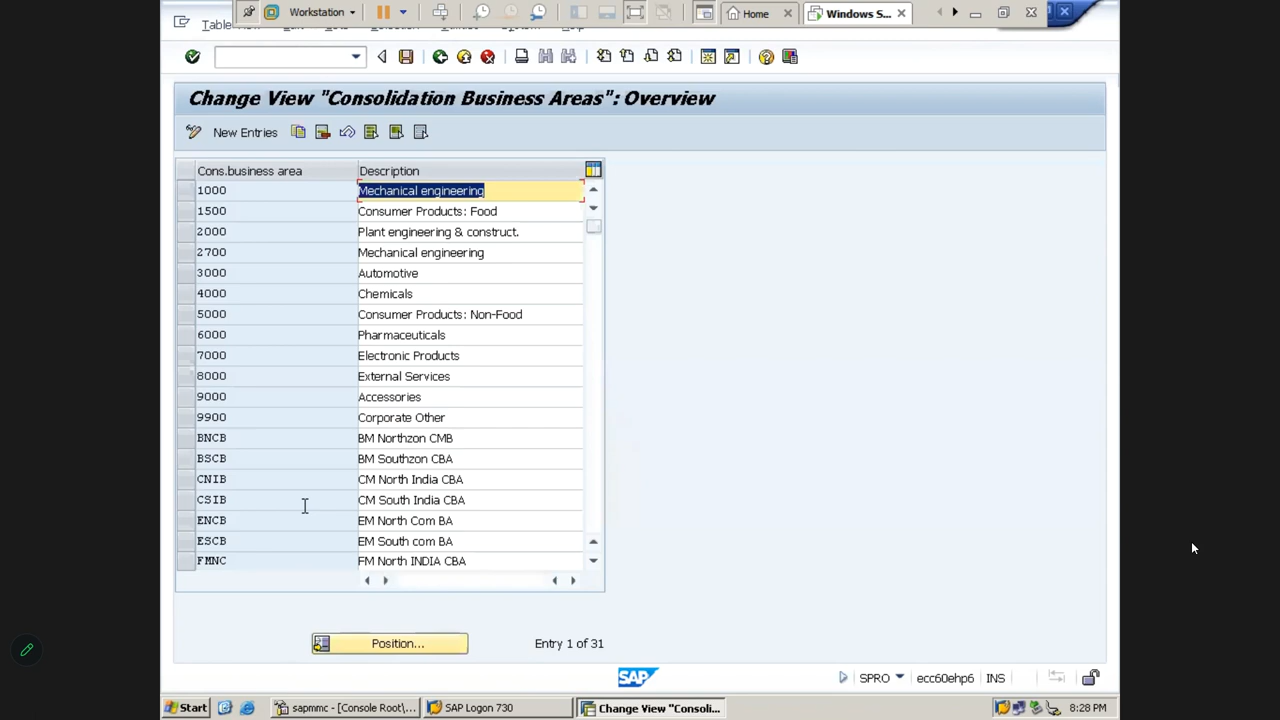 Workstation
Home
Windows S...
Table
Change View "Consolidation Business Areas": Overview
New Entries
Cons.business area Description
1000 Mechanical engineering
1500 Consumer Products: Food
2000 Plant engineering & construct.
2700 Mechanical engineering
3000 Automotive
4000 Chemicals
5000 Consumer Products: Non-Food
6000 Pharmaceuticals
7000 Electronic Products
8000 External Services
9000 Accessories
9900 Corporate Other
BNCB BM Northzon CMB
BSCB BM Southzon CBA
CNIB CM North India CBA
CSIB CM South India CBA
ENCB EM North Com BA
ESCB EM South com BA
FMNC FM North INDIA CBA
Position...
Entry 1 of 31
SAP
SPRO ecc60ehp6 INS
Start sapmmc - [Console Root\... SAP Logon 730 Change View "Consoli... 8:28 PM